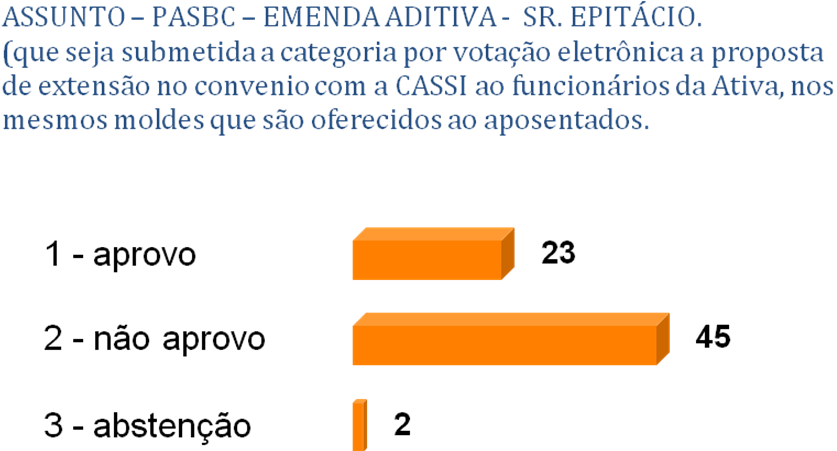 ASSUNTO – PASBC – EMENDA ADITIVA -  SR. EPITÁCIO.
(que seja submetida a categoria por votação eletrônica a proposta
de extensão no convenio com a CASSI ao funcionários da Ativa, nos
mesmos moldes que são oferecidos ao aposentados.
1 - aprovo 23
2 - não aprovo 45
3 - abstenção 2